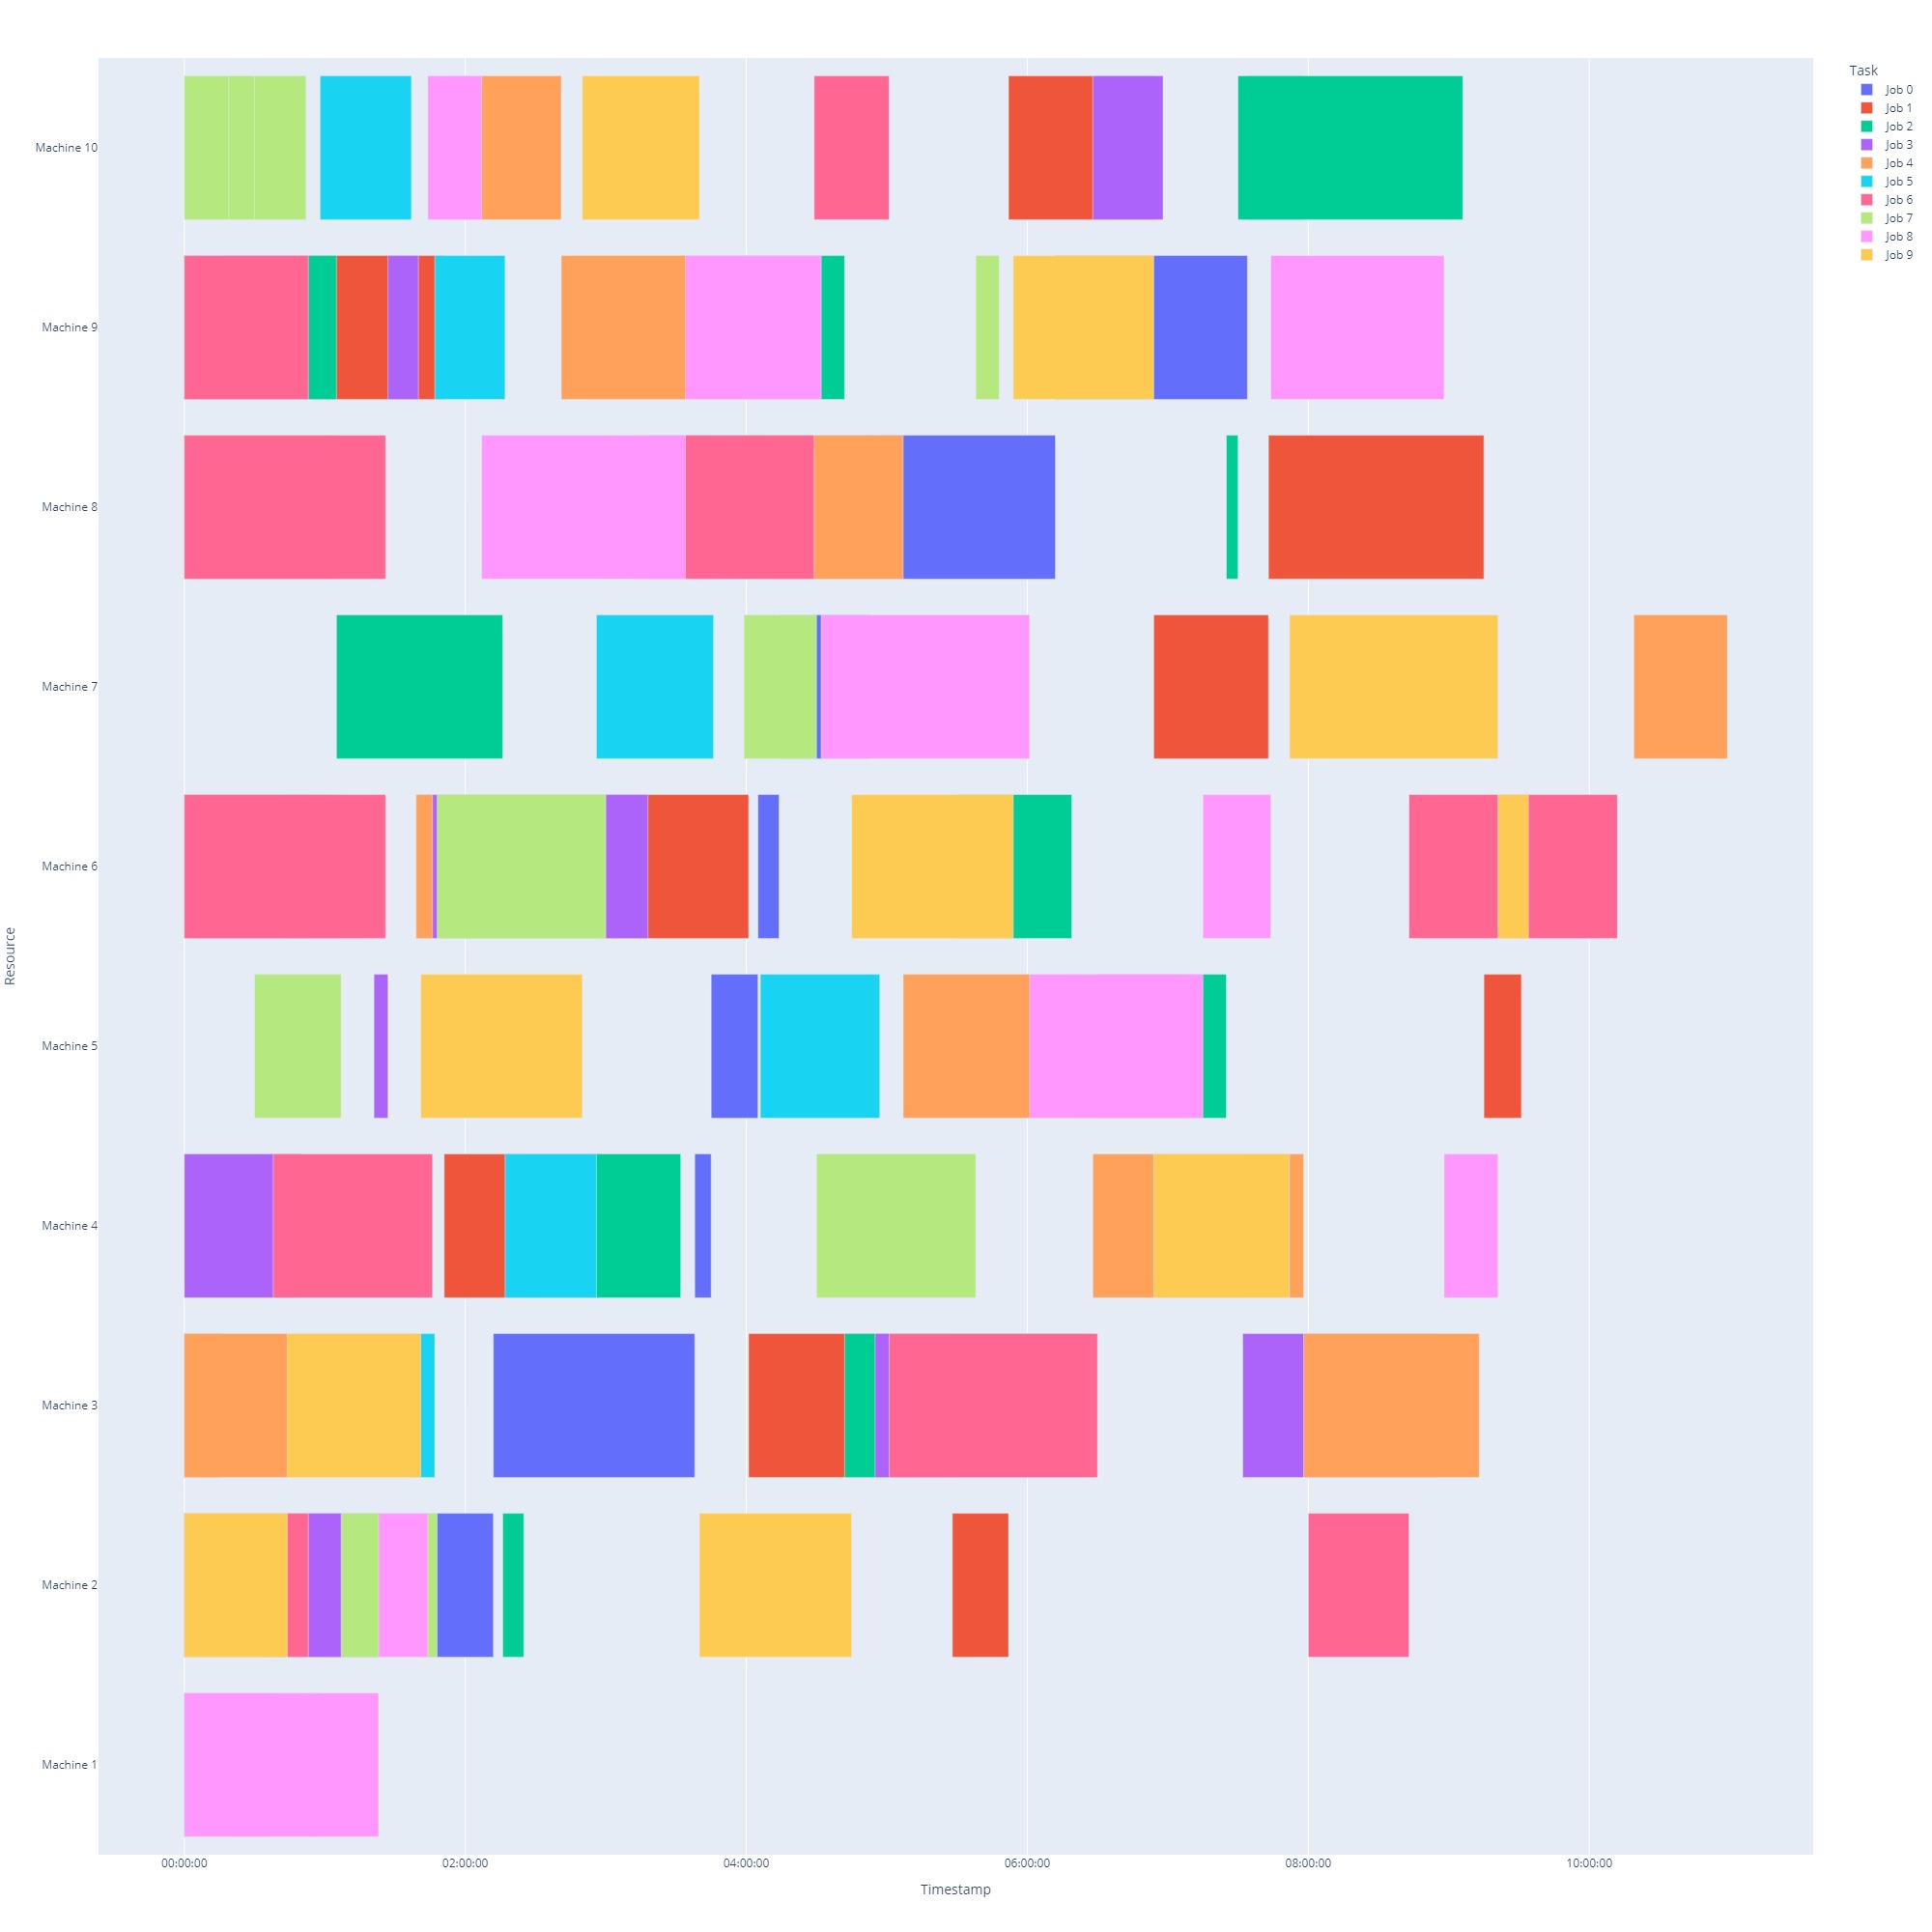 Task
Job 0
Job 1
Job 2
Job 3
Job 4
Job 5
Job 6
Job 7
Job 8
Job 9
Machine 10
Machine 9
Machine 8
Machine 7
Machine 6
Resource
Machine 5
Machine 4
Machine 3
Machine 2
Machine 1
00:00:00 02:00:00 04:00:00 06:00:00 08:00:00 10:00:00
Timestamp